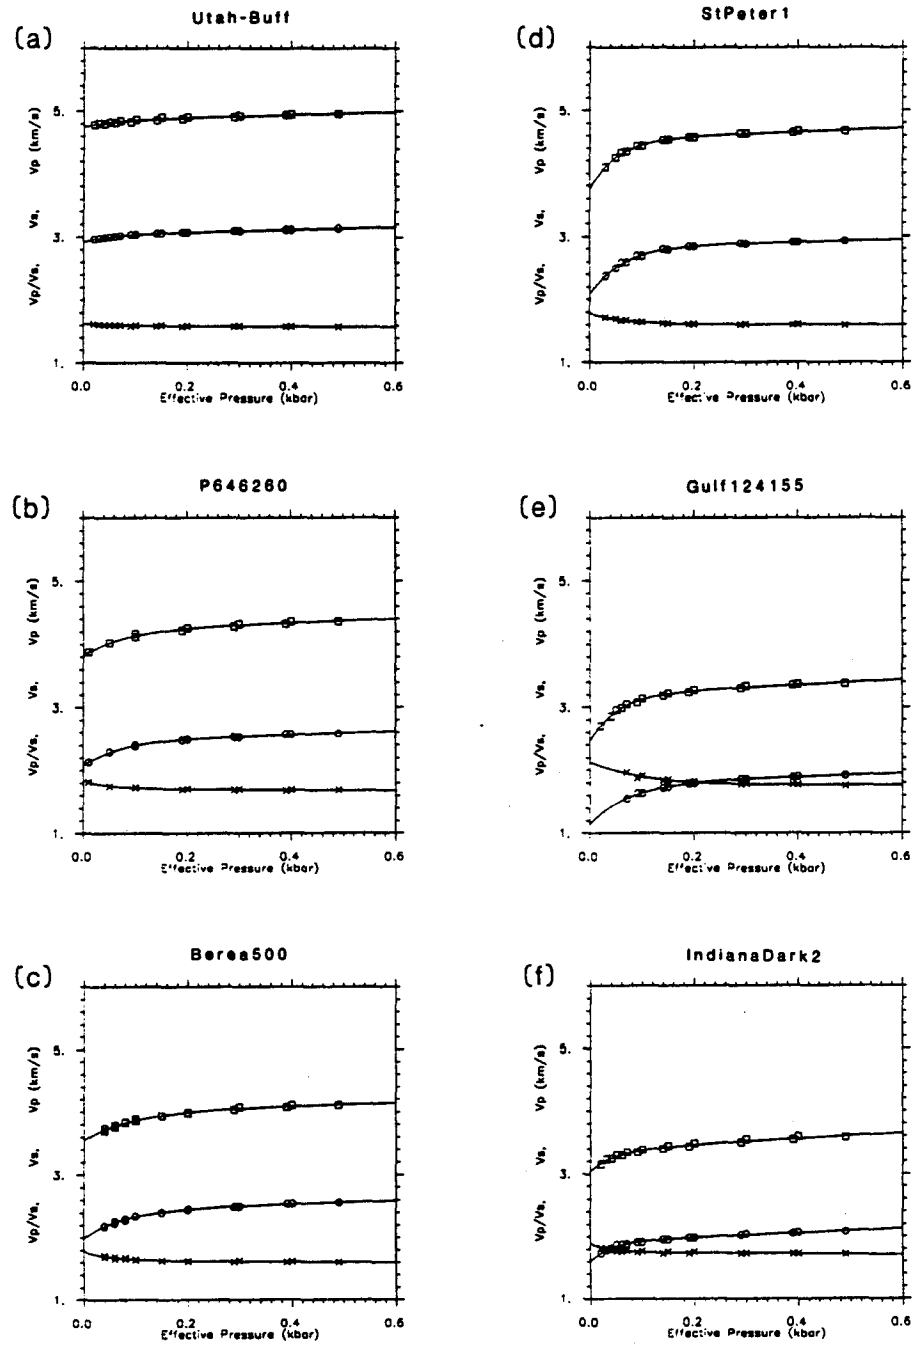 Utah-Buff
(a)
Vp/Vs, Vs, Vp (km/s)
5.
3.
1.
0.0 0.2 0.4 0.6
Effective Pressure (kbar)
StPeter1
(d)
Vp/Vs, Vs, Vp (km/s)
5.
3.
1.
0.0 0.2 0.4 0.6
Effective Pressure (kbar)
P646260
(b)
Vp/Vs, Vs, Vp (km/s)
5.
3.
1.
0.0 0.2 0.4 0.6
Effective Pressure (kbar)
Gulf124155
(e)
Vp/Vs, Vs, Vp (km/s)
5.
3.
1.
0.0 0.2 0.4 0.6
Effective Pressure (kbar)
Berea500
(c)
Vp/Vs, Vs, Vp (km/s)
5.
3.
1.
0.0 0.2 0.4 0.6
Effective Pressure (kbar)
IndianaDark2
(f)
Vp/Vs, Vs, Vp (km/s)
5.
3.
1.
0.0 0.2 0.4 0.6
Effective Pressure (kbar)